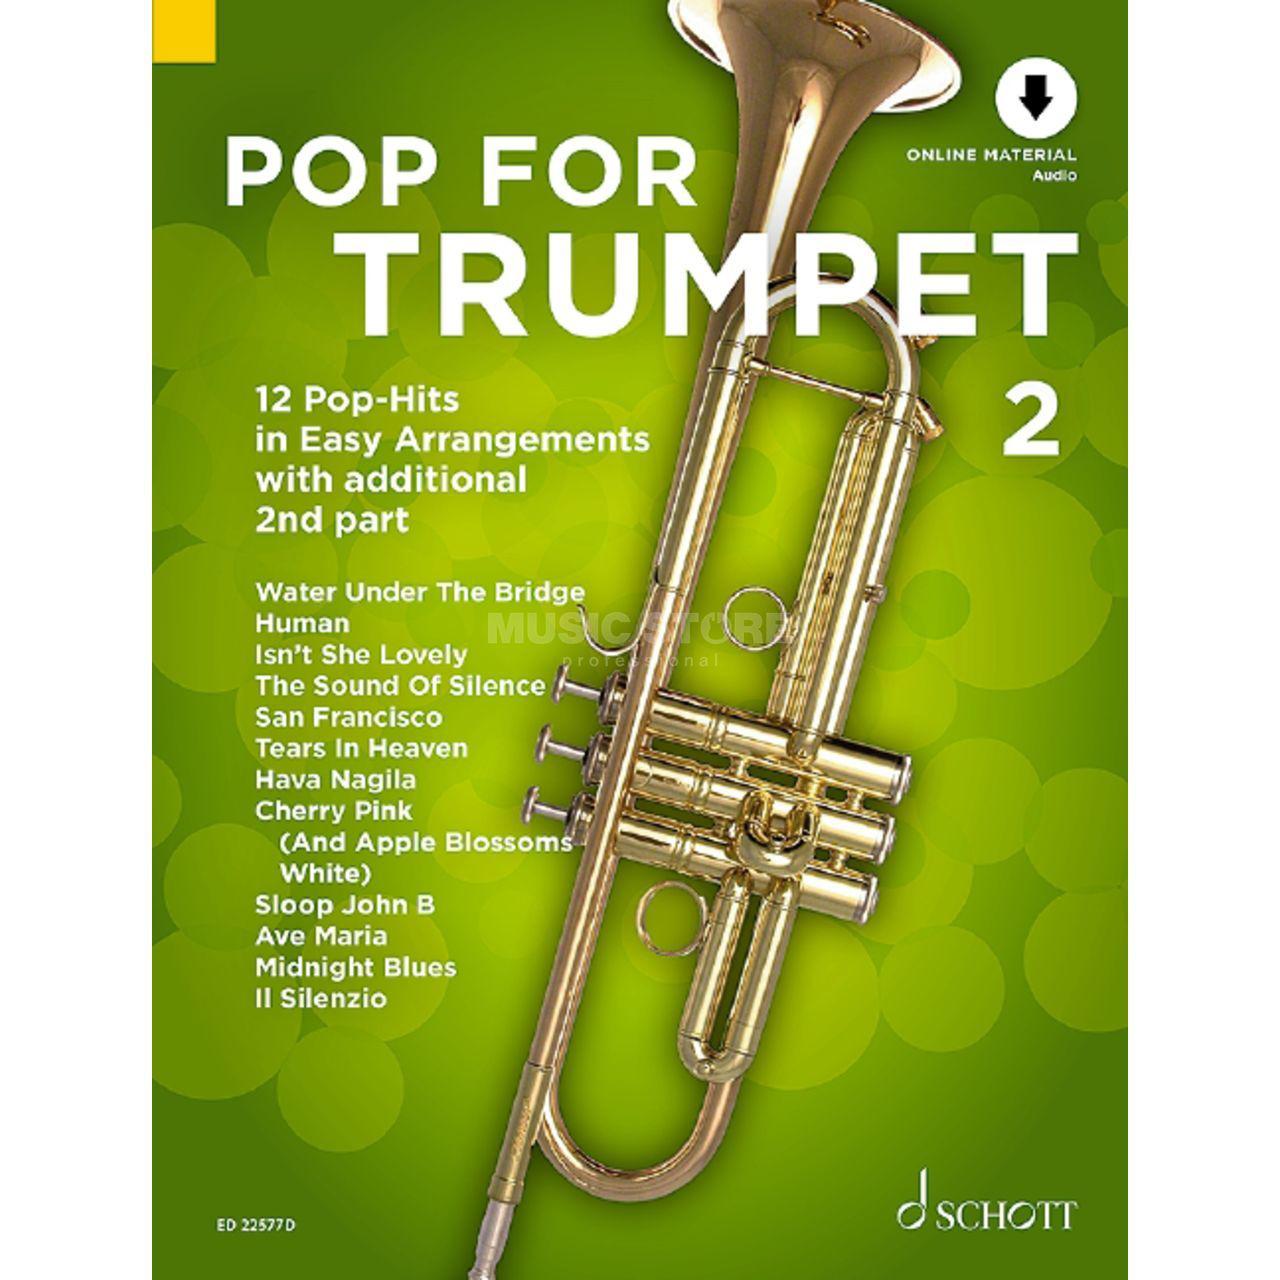 POP FOR
TRUMPET
2
ONLINE MATERIAL
Audio
12 Pop-Hits
in Easy Arrangements
with additional
2nd part
Water Under The Bridge
Human
Isn't She Lovely
The Sound Of Silence
San Francisco
Tears In Heaven
Hava Nagila
Cherry Pink
(And Apple Blossoms
White)
Sloop John B
Ave Maria
Midnight Blues
Il Silenzio
MUSIC STORE
professional
ED 22577D
SCHOTT